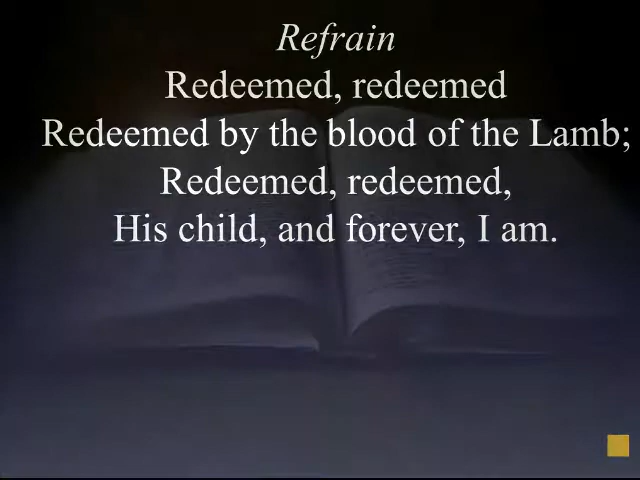 Refrain
Redeemed, redeemed
Redeemed by the blood of the Lamb;
Redeemed, redeemed,
His child, and forever, I am.